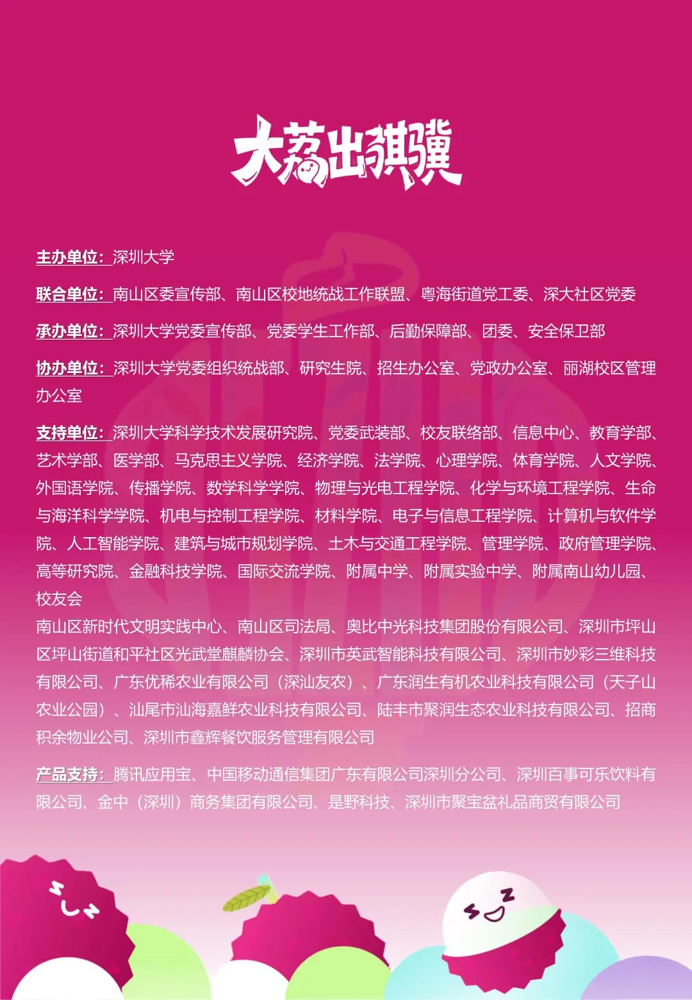 大荔出骐骥
主办单位：深圳大学
联合单位：南山区委宣传部、南山区校地统战工作联盟、粤海街道党工委、深大社区党委
承办单位：深圳大学党委宣传部、党委学生工作部、后勤保障部、团委、安全保卫部
协办单位：深圳大学党委组织统战部、研究生院、招生办公室、党政办公室、丽湖校区管理
办公室
支持单位：深圳大学科学技术发展研究院、党委武装部、校友联络部、信息中心、教育学部、
艺术学部、医学部、马克思主义学院、经济学院、法学院、心理学院、体育学院、人文学院、
外国语学院、传播学院、数学科学学院、物理与光电工程学院、化学与环境工程学院、生命
与海洋科学学院、机电与控制工程学院、材料学院、电子与信息工程学院、计算机与软件学
院、人工智能学院、建筑与城市规划学院、土木与交通工程学院、管理学院、政府管理学院、
高等研究院、金融科技学院、国际交流学院、附属中学、附属实验中学、附属南山幼儿园、
校友会
南山区新时代文明实践中心、南山区司法局、奥比中光科技集团股份有限公司、深圳市坪山
区坪山街道和平社区光武堂麒麟协会、深圳市英武智能科技有限公司、深圳市妙彩三维科技
有限公司、广东优稀农业有限公司（深汕友农）、广东润生有机农业科技有限公司（天子山
农业公园）、汕尾市汕海嘉鲜农业科技有限公司、陆丰市聚润生态农业科技有限公司、招商
积余物业公司、深圳市鑫辉餐饮服务管理有限公司
产品支持：腾讯应用宝、中国移动通信集团广东有限公司深圳分公司、深圳百事可乐饮料有
限公司、金中（深圳）商务集团有限公司、是野科技、深圳市聚宝盆礼品商贸有限公司